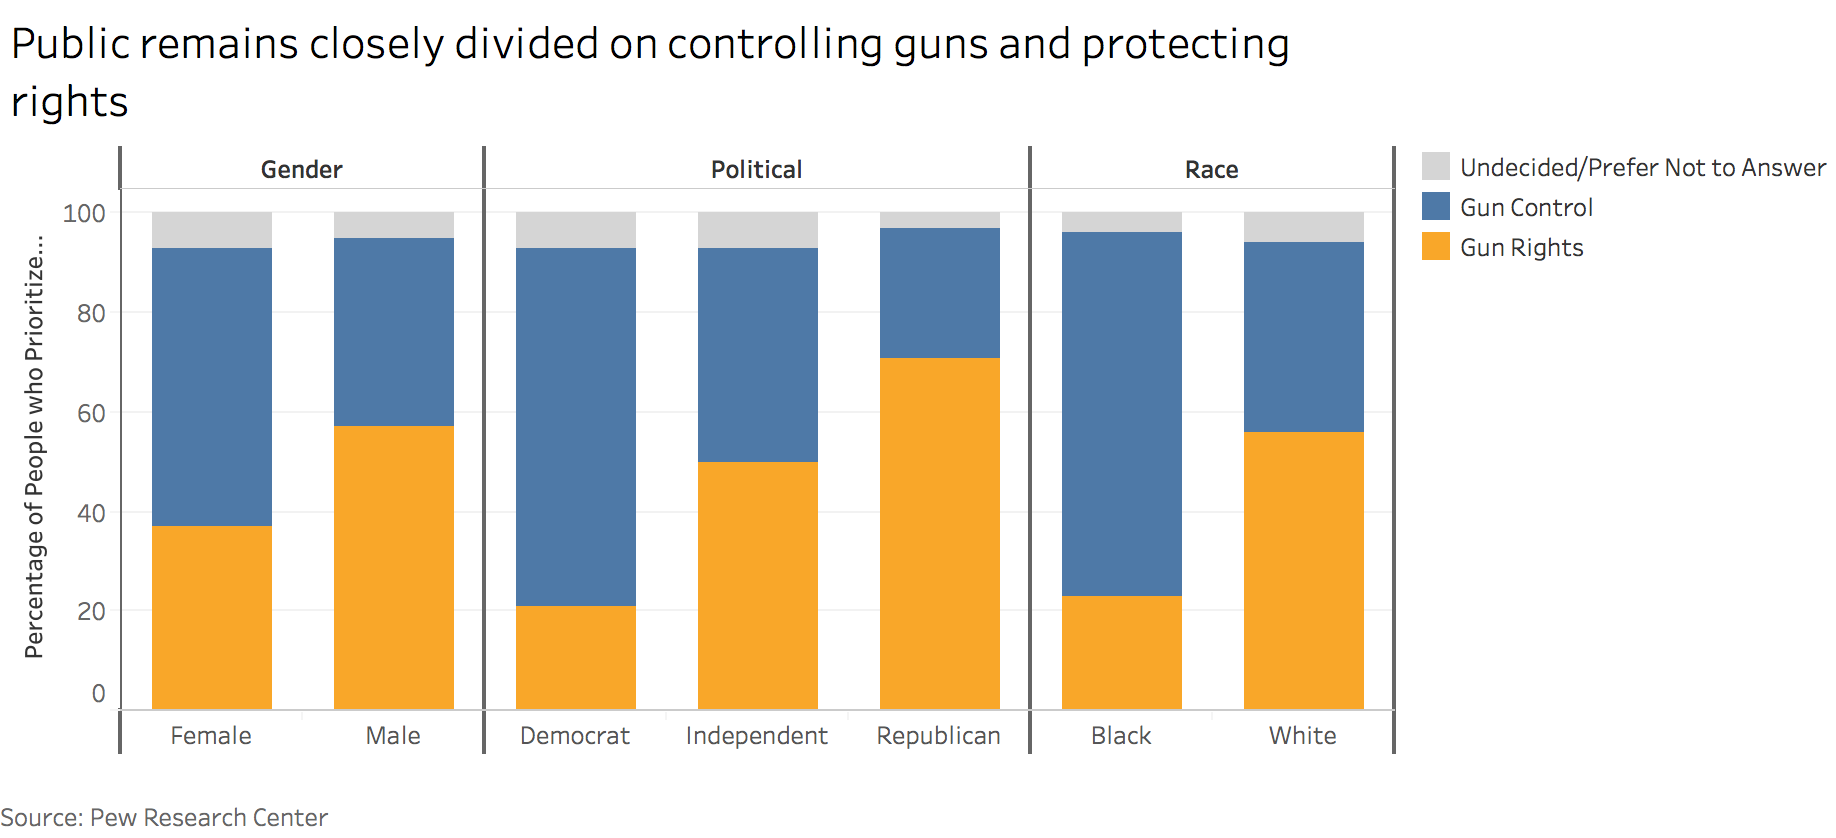 Public remains closely divided on controlling guns and protecting
rights
Gender
Political
Race
Undecided/Prefer Not to Answer
Gun Control
Gun Rights
Percentage of People who Prioritize...
100
80
60
40
20
0
Female
Male
Democrat
Independent
Republican
Black
White
Source: Pew Research Center